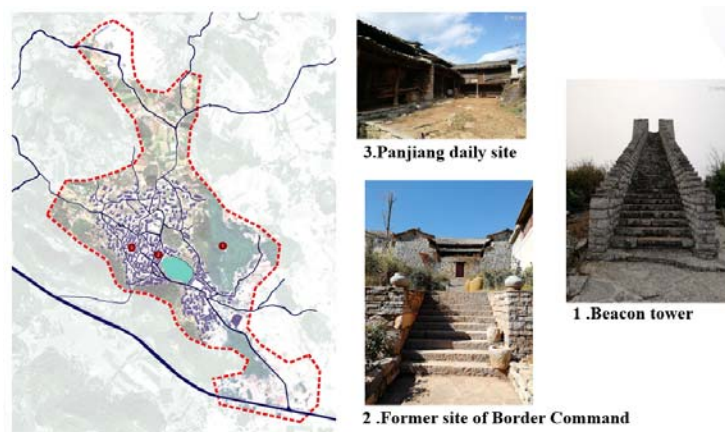 3.Panjiang daily site
1 .Beacon tower
2 .Former site of Border Command